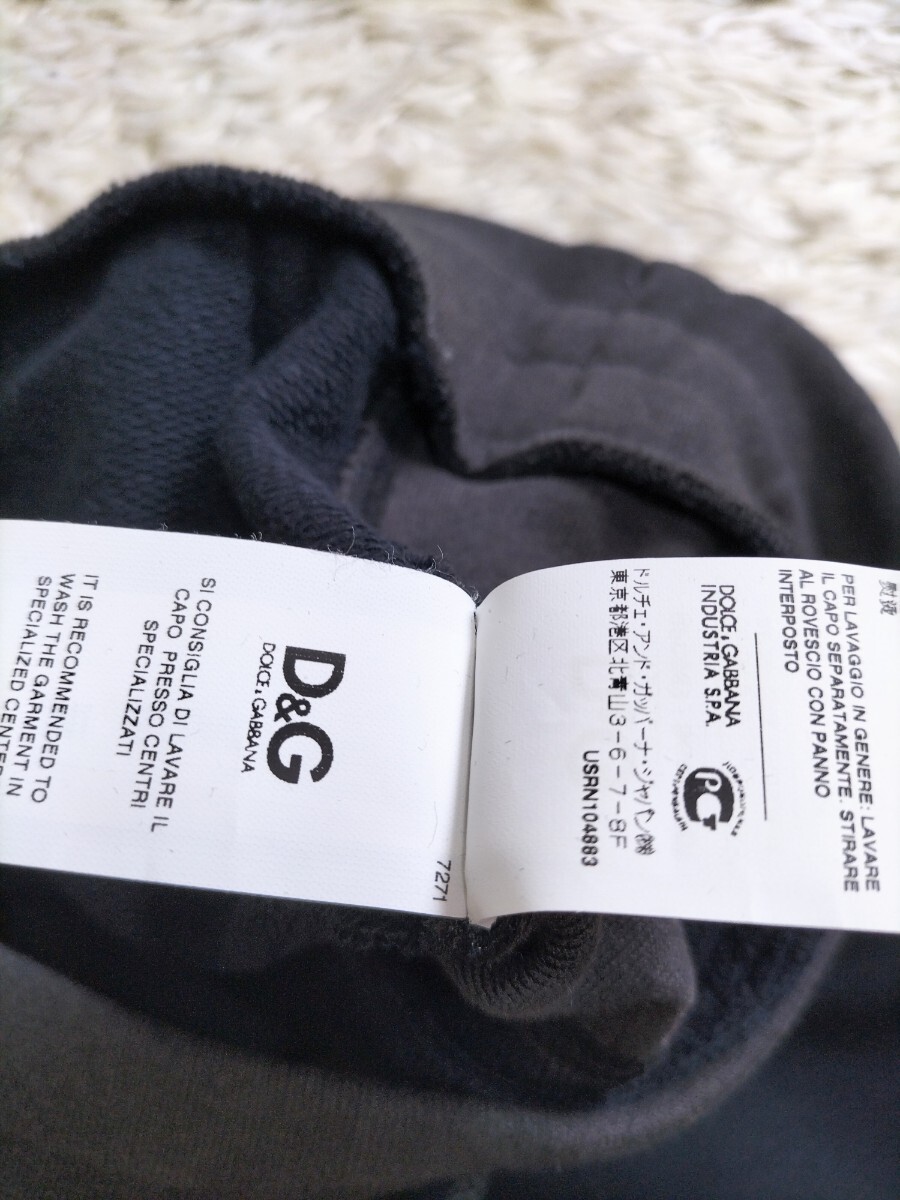 D&G
DOLCE & GABBANA
SI CONSIGLIA DI LAVARE IL
CAPO PRESSO CENTRI
SPECIALIZZATI
IT IS RECOMMENDED TO
WASH THE GARMENT IN
SPECIALIZED CENTER
7271
PER LAVAGGIO IN GENERE: LAVARE
IL CAPO SEPARATAMENTE. STIRARE
AL ROVESCIO CON PANNO
INTERPOSTO
DOLCE & GABBANA
INDUSTRIA S.P.A.
PCT
ドルチェ・アンド・ガッバーナ・ジャパン㈱
東京都港区北青山3-6-7-8F
USRN104883